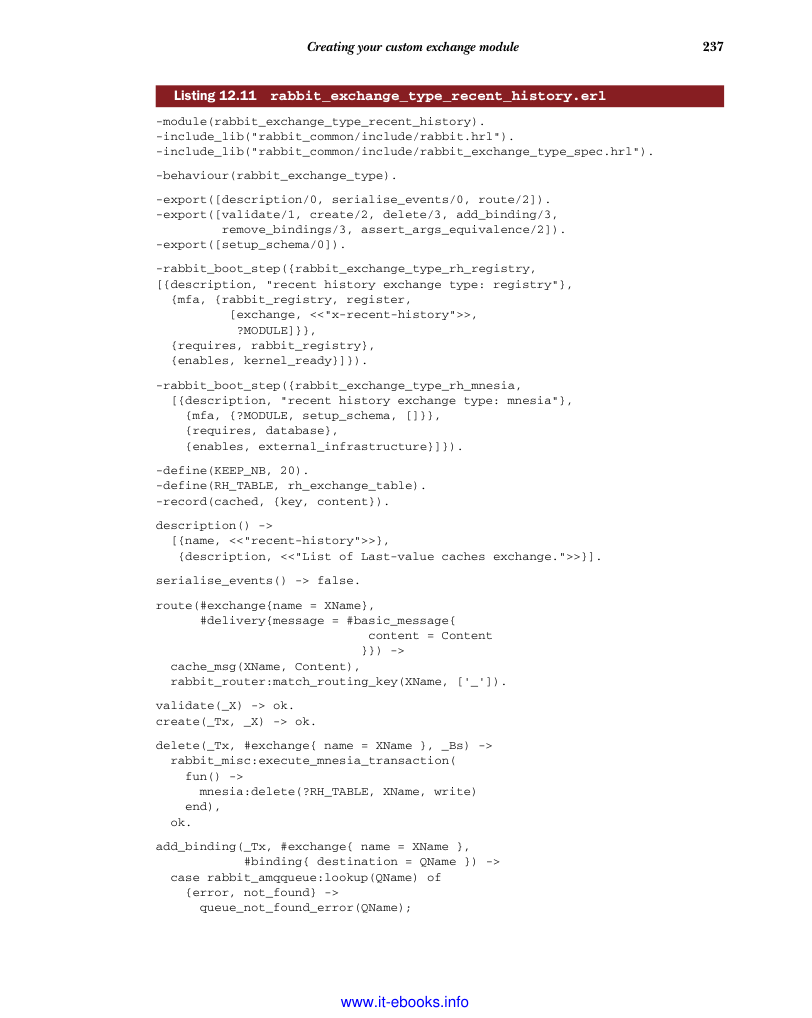 Creating your custom exchange module 237
Listing 12.11 rabbit_exchange_type_recent_history.erl
-module(rabbit_exchange_type_recent_history).
-include_lib("rabbit_common/include/rabbit.hrl").
-include_lib("rabbit_common/include/rabbit_exchange_type_spec.hrl").
-behaviour(rabbit_exchange_type).
-export([description/0, serialise_events/0, route/2]).
-export([validate/1, create/2, delete/3, add_binding/3,
         remove_bindings/3, assert_args_equivalence/2]).
-export([setup_schema/0]).
-rabbit_boot_step({rabbit_exchange_type_rh_registry,
[{description, "recent history exchange type: registry"},
  {mfa, {rabbit_registry, register,
          [exchange, <<"x-recent-history">>,
           ?MODULE]}},
  {requires, rabbit_registry},
  {enables, kernel_ready}]}).
-rabbit_boot_step({rabbit_exchange_type_rh_mnesia,
  [{description, "recent history exchange type: mnesia"},
    {mfa, {?MODULE, setup_schema, []}},
    {requires, database},
    {enables, external_infrastructure}]}).
-define(KEEP_NB, 20).
-define(RH_TABLE, rh_exchange_table).
-record(cached, {key, content}).
description() ->
  [{name, <<"recent-history">>},
   {description, <<"List of Last-value caches exchange.">>}].
serialise_events() -> false.
route(#exchange{name = XName},
      #delivery{message = #basic_message{
                             content = Content
                            }}) ->
  cache_msg(XName, Content),
  rabbit_router:match_routing_key(XName, ['_']).
validate(_X) -> ok.
create(_Tx, _X) -> ok.
delete(_Tx, #exchange{ name = XName }, _Bs) ->
  rabbit_misc:execute_mnesia_transaction(
    fun() ->
      mnesia:delete(?RH_TABLE, XName, write)
    end),
  ok.
add_binding(_Tx, #exchange{ name = XName },
            #binding{ destination = QName }) ->
  case rabbit_amqqueue:lookup(QName) of
    {error, not_found} ->
      queue_not_found_error(QName);
www.it-ebooks.info